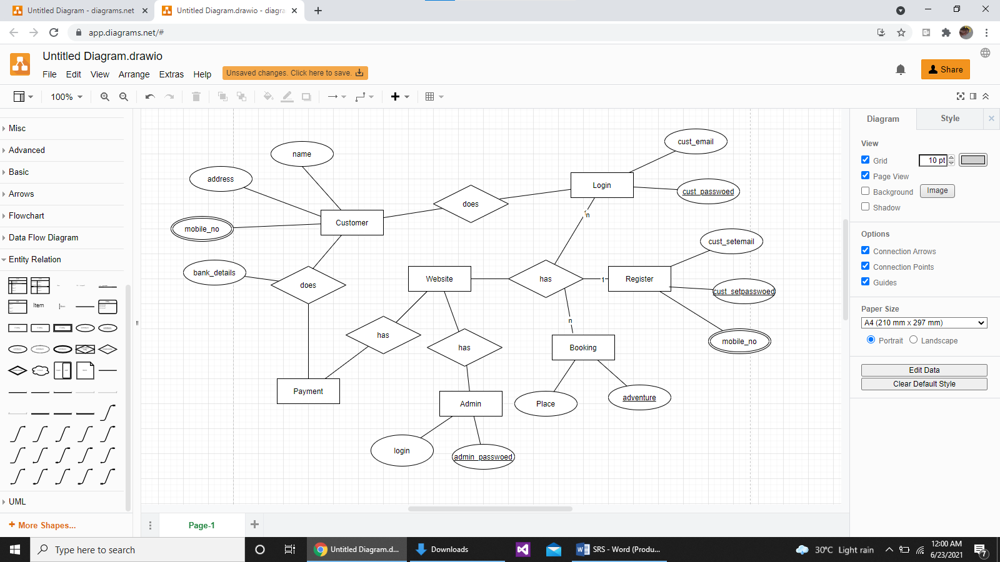 Untitled Diagram - diagrams.net
Untitled Diagram.drawio - diagra
app.diagrams.net/#
Untitled Diagram.drawio
File Edit View Arrange Extras Help
Unsaved changes. Click here to save.
Share
100%
Misc
Advanced
Basic
Arrows
Flowchart
Data Flow Diagram
Entity Relation
Item
UML
More Shapes...
name
address
mobile_no
bank_details
Customer
does
does
Login
cust_email
cust_passwoed
n
Website
has
1
Register
cust_setemail
cust_setpasswoed
mobile_no
n
has
has
Booking
Place
adventure
Payment
Admin
login
admin_passwoed
Page-1
Diagram Style
View
Grid 10 pt
Page View
Background Image
Shadow
Options
Connection Arrows
Connection Points
Guides
Paper Size
A4 (210 mm x 297 mm)
Portrait Landscape
Edit Data
Clear Default Style
Type here to search
Untitled Diagram.d...
Downloads
SRS - Word (Produ...
30°C Light rain
12:00 AM
6/23/2021
7